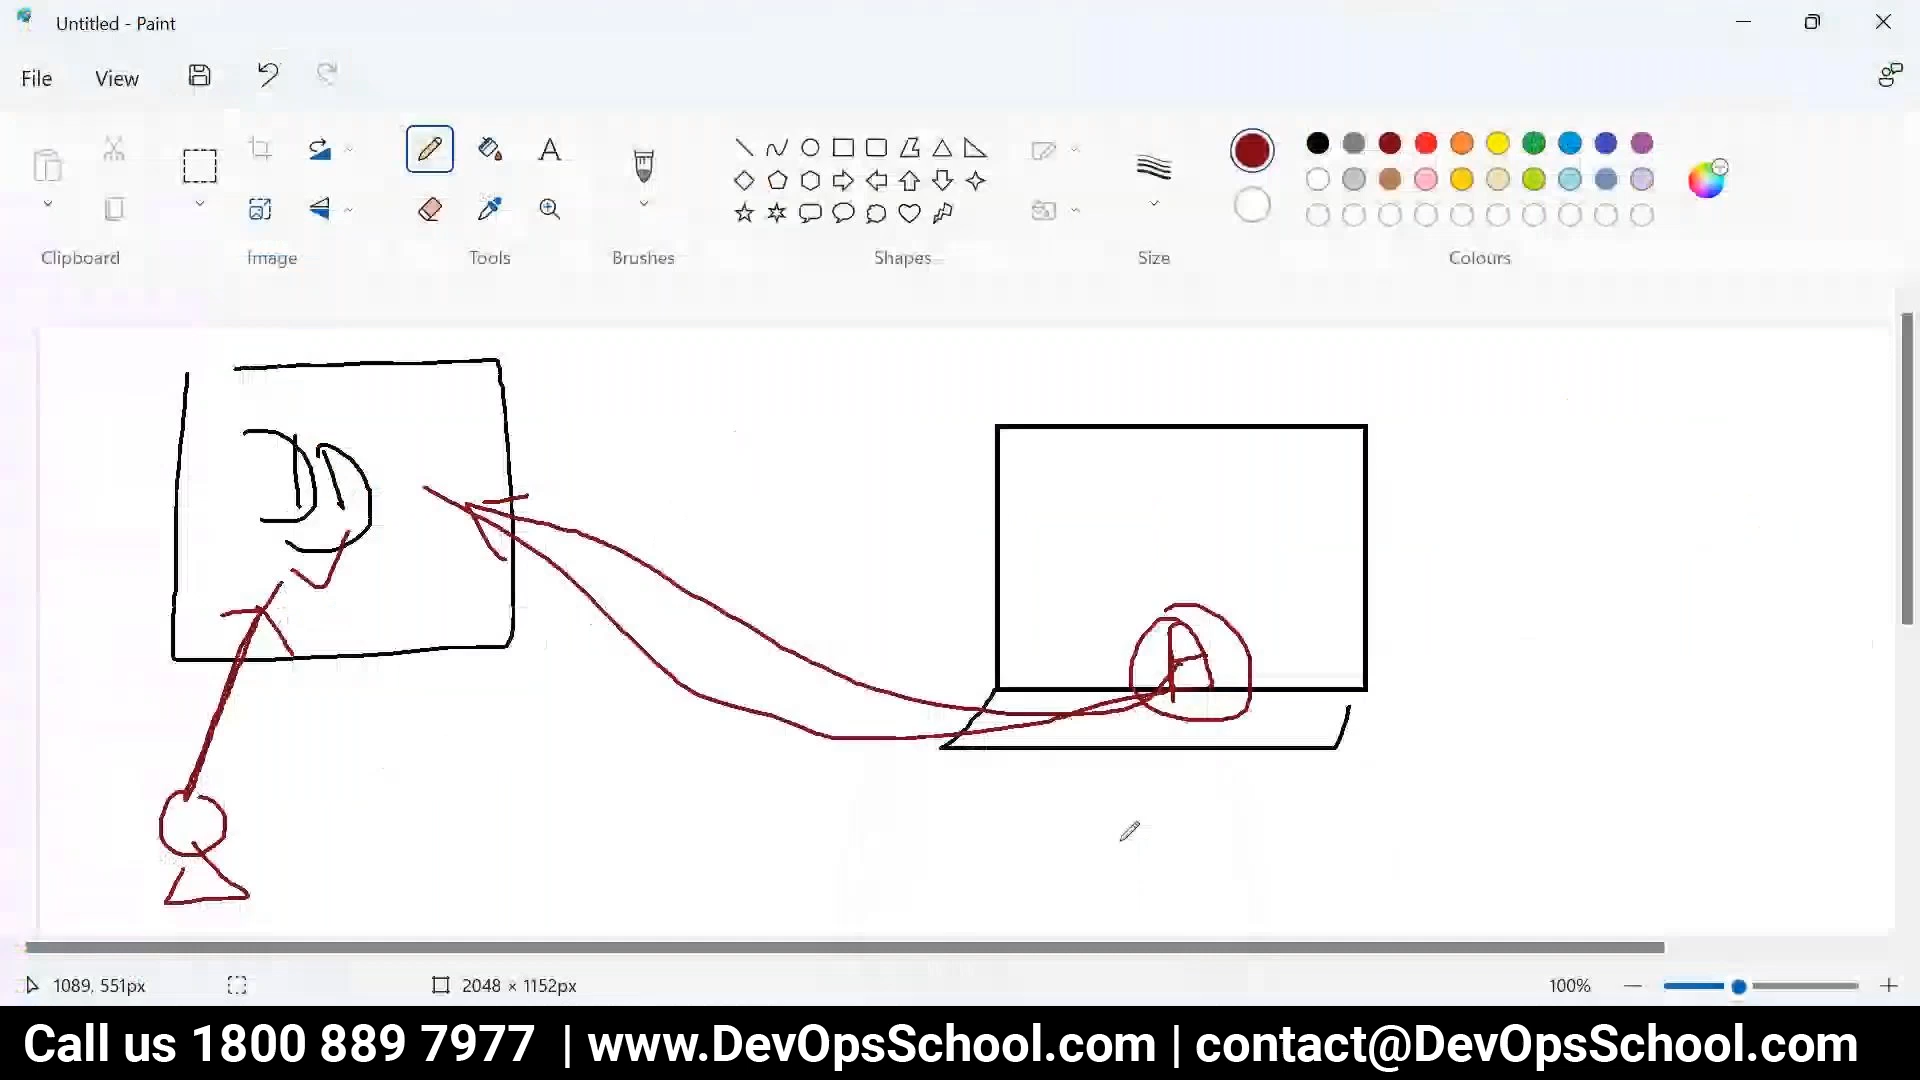 Untitled - Paint
File View
Clipboard Image Tools Brushes Shapes Size Colours
1089, 551px 2048 × 1152px 100%
Call us 1800 889 7977 | www.DevOpsSchool.com | contact@DevOpsSchool.com